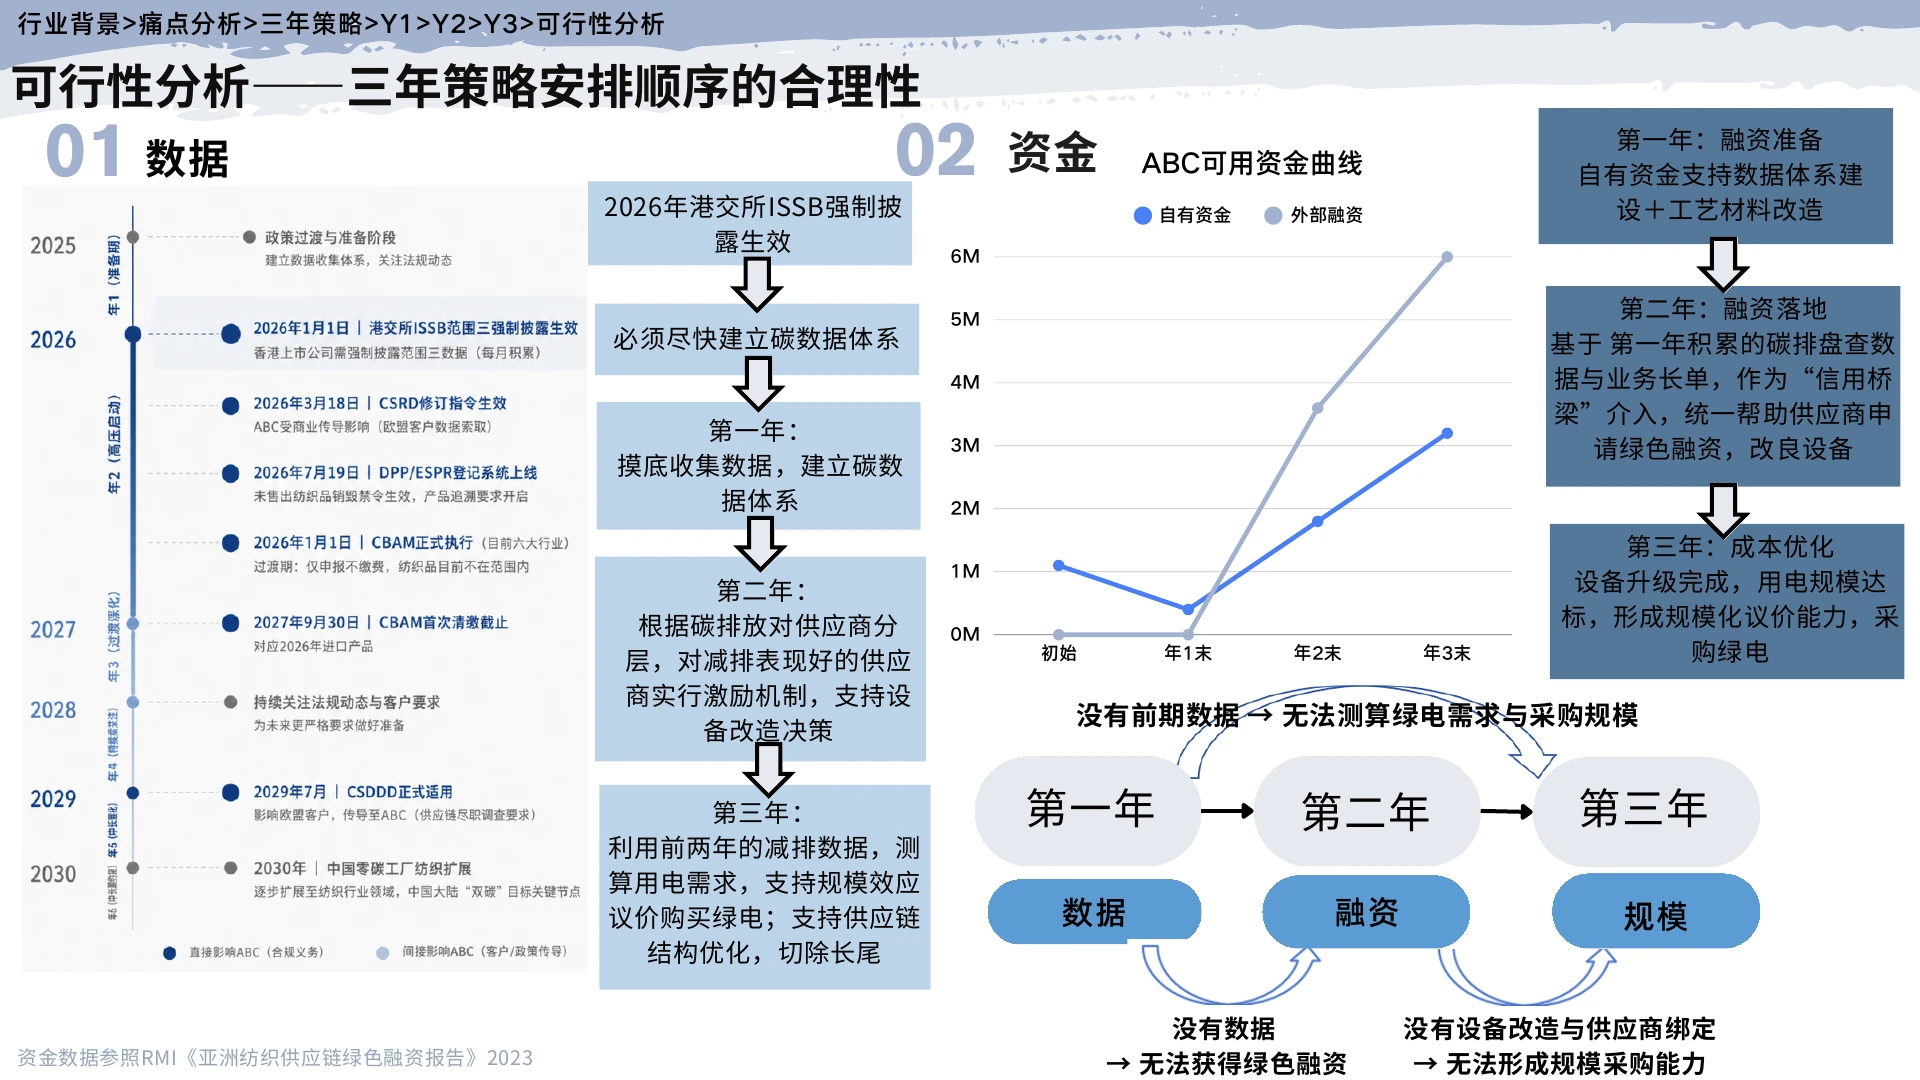 行业背景>痛点分析>三年策略>Y1>Y2>Y3>可行性分析
可行性分析——三年策略安排顺序的合理性
01 数据
2025
年1（准备期）
政策过渡与准备阶段
建立数据收集体系，关注法规动态
2026
2026年1月1日｜港交所ISSB范围三强制披露生效
香港上市公司需强制披露范围三数据（每月积累）
年2（高压启动）
2026年3月18日｜CSRD修订指令生效
ABC受商业传导影响（欧盟客户数据索取）
2026年7月19日｜DPP/ESPR登记系统上线
未售出纺织品销毁禁令生效，产品追溯要求开启
2026年1月1日｜CBAM正式执行（目前六大行业）
过渡期：仅申报不缴费，纺织品目前不在范围内
2027
年3（过渡深化）
2027年9月30日｜CBAM首次清缴截止
对应2026年进口产品
2028
年4（持续关注）
持续关注法规动态与客户要求
为未来更严格要求做好准备
2029
2029年7月｜CSDDD正式适用
影响欧盟客户，传导至ABC（供应链尽职调查要求）
2030
2030年｜中国零碳工厂纺织扩展
逐步扩展至纺织行业领域，中国大陆“双碳”目标关键节点
直接影响ABC（合规义务）
间接影响ABC（客户/政策传导）
2026年港交所ISSB强制披
露生效
必须尽快建立碳数据体系
第一年：
摸底收集数据，建立碳数
据体系
第二年：
根据碳排放对供应商分
层，对减排表现好的供应
商实行激励机制，支持设
备改造决策
第三年：
利用前两年的减排数据，测
算用电需求，支持规模效应
议价购买绿电；支持供应链
结构优化，切除长尾
02 资金
ABC可用资金曲线
自有资金
外部融资
6M
5M
4M
3M
2M
1M
0M
初始
年1末
年2末
年3末
第一年：融资准备
自有资金支持数据体系建
设＋工艺材料改造
第二年：融资落地
基于 第一年积累的碳排盘查数
据与业务长单，作为“信用桥
梁”介入，统一帮助供应商申
请绿色融资，改良设备
第三年：成本优化
设备升级完成，用电规模达
标，形成规模化议价能力，采
购绿电
没有前期数据 → 无法测算绿电需求与采购规模
第一年
第二年
第三年
数据
融资
规模
没有数据
→ 无法获得绿色融资
没有设备改造与供应商绑定
→ 无法形成规模采购能力
资金数据参照RMI《亚洲纺织供应链绿色融资报告》2023